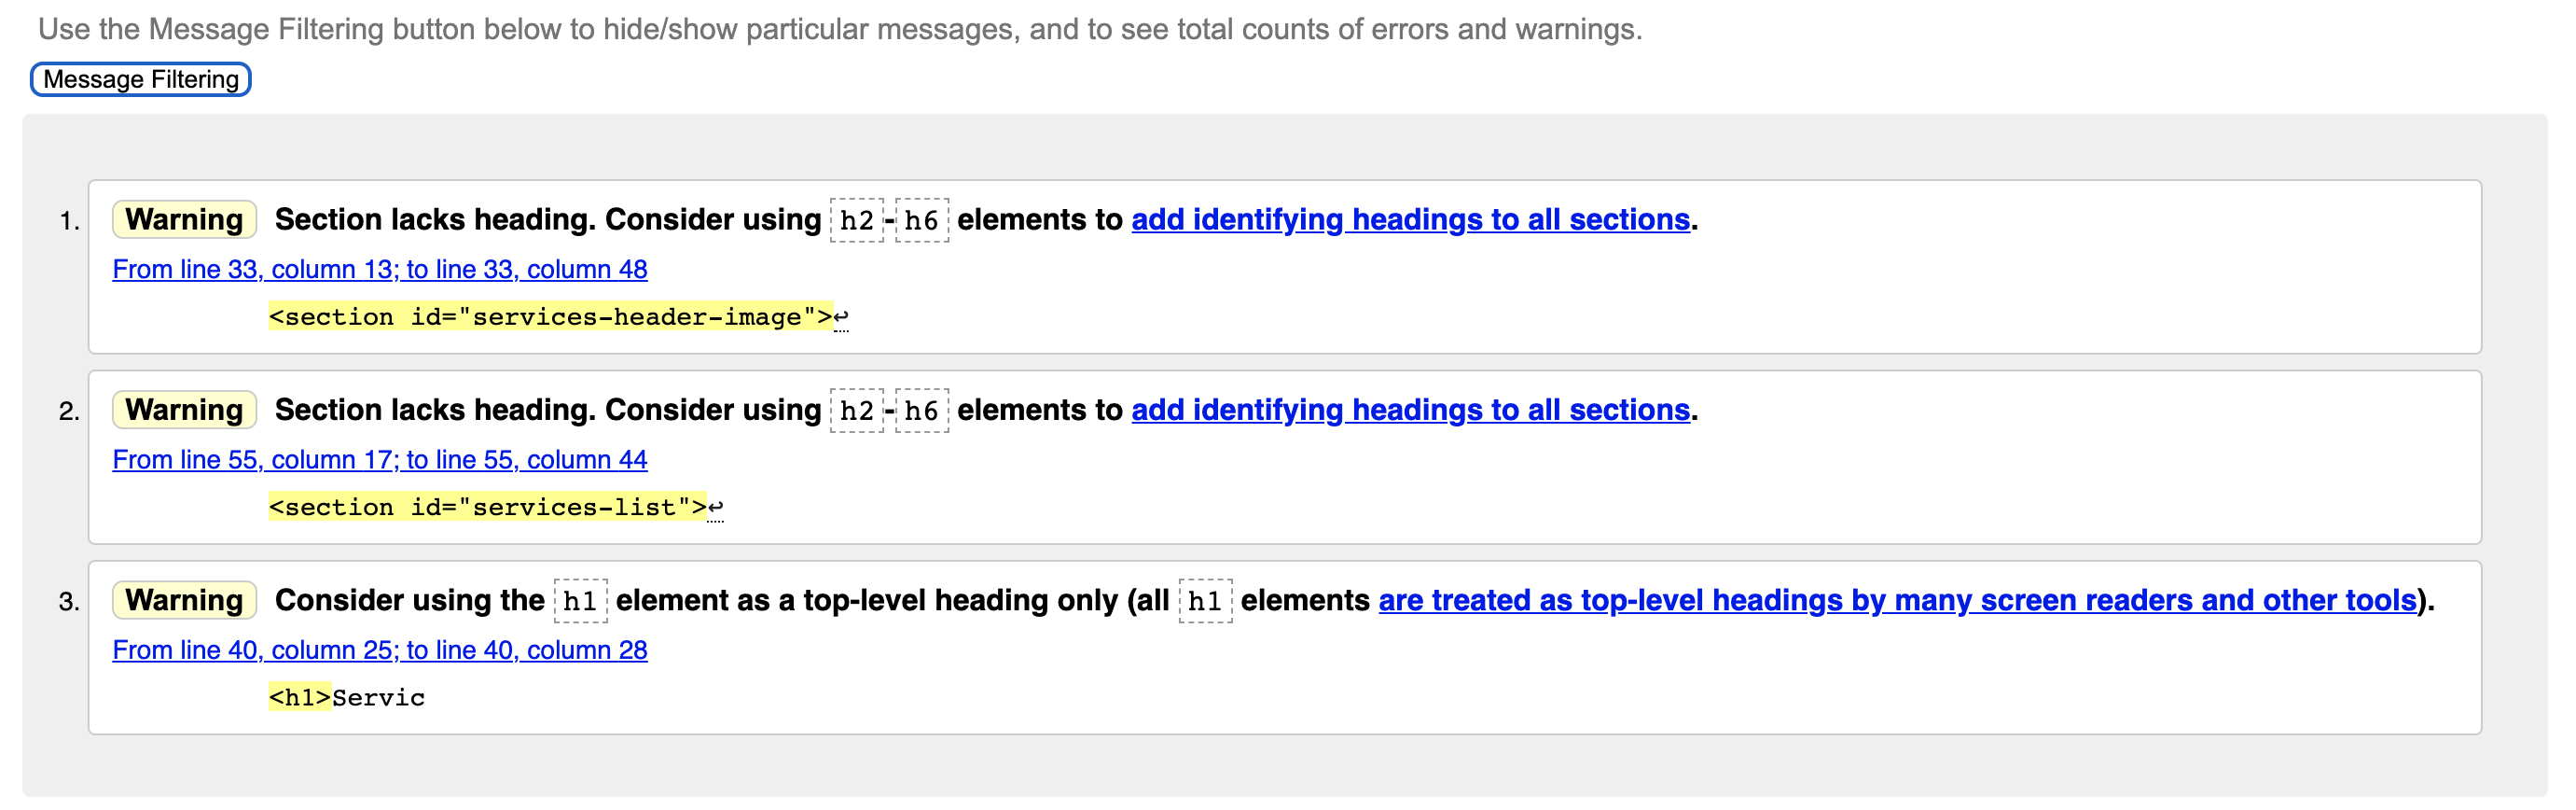 Use the Message Filtering button below to hide/show particular messages, and to see total counts of errors and warnings.
Message Filtering
1. Warning Section lacks heading. Consider using h2-h6 elements to add identifying headings to all sections.
From line 33, column 13; to line 33, column 48
<section id="services-header-image">↩
2. Warning Section lacks heading. Consider using h2-h6 elements to add identifying headings to all sections.
From line 55, column 17; to line 55, column 44
<section id="services-list">↩
3. Warning Consider using the h1 element as a top-level heading only (all h1 elements are treated as top-level headings by many screen readers and other tools).
From line 40, column 25; to line 40, column 28
<h1>Servic